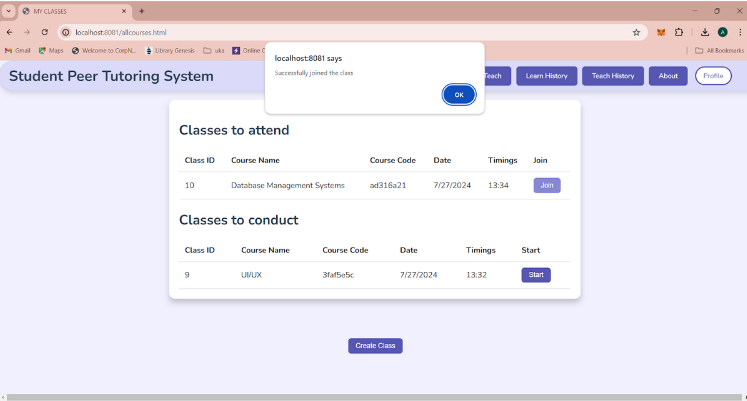 MY CLASSES
localhost:8081/allcourses.html
A
Gmail Maps Welcome to CorpN... Library Genesis uka Online C All Bookmarks
localhost:8081 says
Successfully joined the class
OK
Student Peer Tutoring System
Teach Learn History Teach History About Profile
Classes to attend
Class ID Course Name Course Code Date Timings Join
10 Database Management Systems ad316a21 7/27/2024 13:34 Join
Classes to conduct
Class ID Course Name Course Code Date Timings Start
9 UI/UX 3faf5e5c 7/27/2024 13:32 Start
Create Class